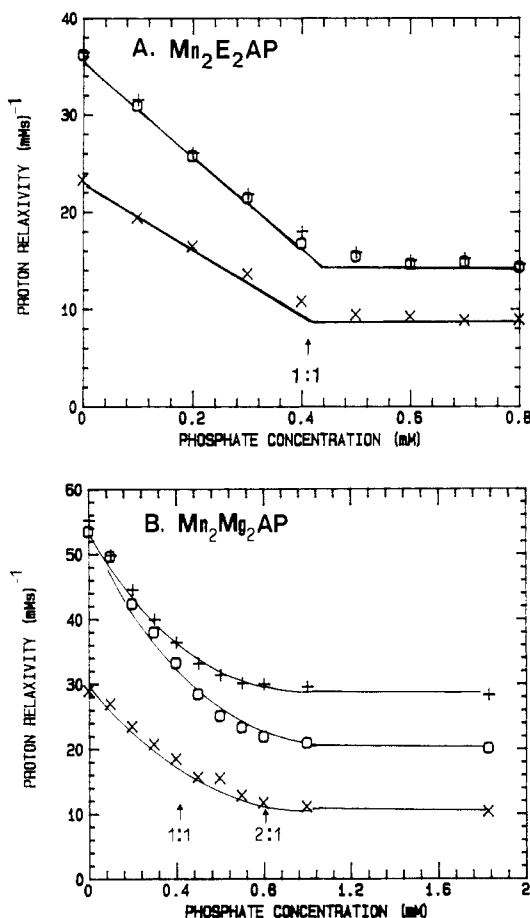 A. Mn₂E₂AP
PROTON RELAXIVITY (mMs)⁻¹
40
30
20
10
0
1:1
0 0.2 0.4 0.6 0.8
PHOSPHATE CONCENTRATION (mM)
B. Mn₂Mg₂AP
PROTON RELAXIVITY (mMs)⁻¹
60
50
40
30
20
10
0
1:1 2:1
0 0.4 0.8 1.2 1.6 2
PHOSPHATE CONCENTRATION (mM)